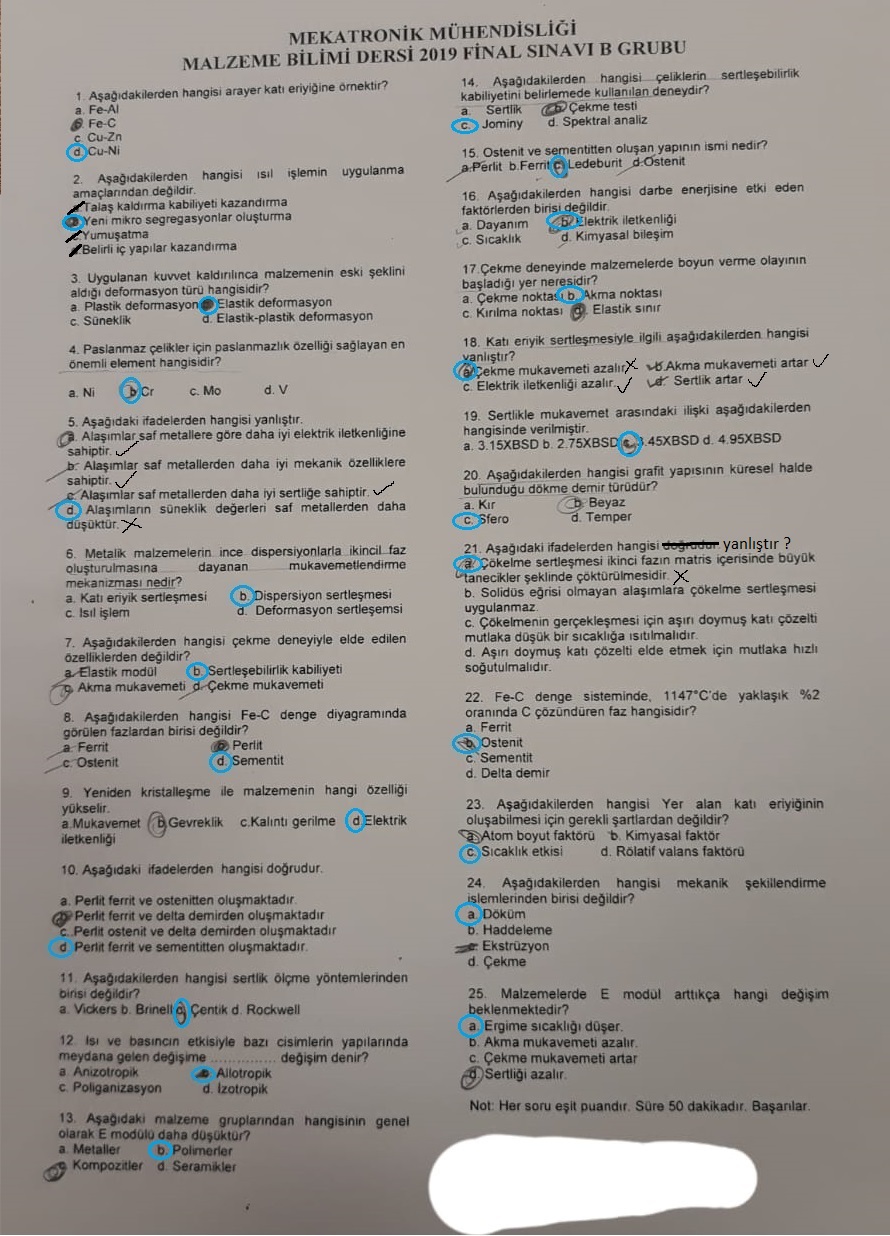 MEKATRONİK MÜHENDİSLİĞİ
MALZEME BİLİMİ DERSİ 2019 FİNAL SINAVI B GRUBU
1. Aşağıdakilerden hangisi arayer katı eriyiğine örnektir?
a. Fe-Al
Fe-C
c. Cu-Zn
d. Cu-Ni
2. Aşağıdakilerden hangisi ısıl işlemin uygulanma
amaçlarından değildir.
Talaş kaldırma kabiliyeti kazandırma
Yeni mikro segregasyonlar oluşturma
Yumuşatma
Belirli iç yapılar kazandırma
3. Uygulanan kuvvet kaldırılınca malzemenin eski şeklini
aldığı deformasyon türü hangisidir?
a. Plastik deformasyon Elastik deformasyon
c. Süneklik d. Elastik-plastik deformasyon
4. Paslanmaz çelikler için paslanmazlık özelliği sağlayan en
önemli element hangisidir?
a. Ni b. Cr c. Mo d. V
5. Aşağıdaki ifadelerden hangisi yanlıştır.
a. Alaşımlar saf metallere göre daha iyi elektrik iletkenliğine
sahiptir.
b. Alaşımlar saf metallerden daha iyi mekanik özelliklere
sahiptir.
c. Alaşımlar saf metallerden daha iyi sertliğe sahiptir.
d. Alaşımların süneklik değerleri saf metallerden daha
düşüktür.
6. Metalik malzemelerin ince dispersiyonlarla ikincil faz
oluşturulmasına dayanan mukavemetlendirme
mekanizması nedir?
a. Katı eriyik sertleşmesi b. Dispersiyon sertleşmesi
c. Isıl işlem d. Deformasyon sertleşemsi
7. Aşağıdakilerden hangisi çekme deneyiyle elde edilen
özelliklerden değildir?
a. Elastik modül b. Sertleşebilirlik kabiliyeti
c. Akma mukavemeti d. Çekme mukavemeti
8. Aşağıdakilerden hangisi Fe-C denge diyagramında
görülen fazlardan birisi değildir?
a. Ferrit b. Perlit
c. Ostenit d. Sementit
9. Yeniden kristalleşme ile malzemenin hangi özelliği
yükselir.
a.Mukavemet b.Gevreklik c.Kalıntı gerilme d.Elektrik
iletkenliği
10. Aşağıdaki ifadelerden hangisi doğrudur.
a. Perlit ferrit ve ostenitten oluşmaktadır.
b. Perlit ferrit ve delta demirden oluşmaktadır
c. Perlit ostenit ve delta demirden oluşmaktadır
d. Perlit ferrit ve sementitten oluşmaktadır.
11. Aşağıdakilerden hangisi sertlik ölçme yöntemlerinden
birisi değildir?
a. Vickers b. Brinell c. Çentik d. Rockwell
12. Isı ve basıncın etkisiyle bazı cisimlerin yapılarında
meydana gelen değişime .............. değişim denir?
a. Anizotropik b. Allotropik
c. Poliganizasyon d. İzotropik
13. Aşağıdaki malzeme gruplarından hangisinin genel
olarak E modülü daha düşüktür?
a. Metaller b. Polimerler
Kompozitler d. Seramikler
14. Aşağıdakilerden hangisi çeliklerin sertleşebilirlik
kabiliyetini belirlemede kullanılan deneydir?
a. Sertlik b. Çekme testi
c. Jominy d. Spektral analiz
15. Ostenit ve sementitten oluşan yapının ismi nedir?
a.Perlit b.Ferrit c. Ledeburit d.Ostenit
16. Aşağıdakilerden hangisi darbe enerjisine etki eden
faktörlerden birisi değildir.
a. Dayanım b. Elektrik iletkenliği
c. Sıcaklık d. Kimyasal bileşim
17.Çekme deneyinde malzemelerde boyun verme olayının
başladığı yer neresidir?
a. Çekme noktası b. Akma noktası
c. Kırılma noktası d. Elastik sınır
18. Katı eriyik sertleşmesiyle ilgili aşağıdakilerden hangisi
yanlıştır?
a. Çekme mukavemeti azalır. b. Akma mukavemeti artar
c. Elektrik iletkenliği azalır. d. Sertlik artar
19. Sertlikle mukavemet arasındaki ilişki aşağıdakilerden
hangisinde verilmiştir.
a. 3.15XBSD b. 2.75XBSD .45XBSD d. 4.95XBSD
20. Aşağıdakilerden hangisi grafit yapısının küresel halde
bulunduğu dökme demir türüdür?
a. Kır b. Beyaz
c. Sfero d. Temper
21. Aşağıdaki ifadelerden hangisi doğrudur yanlıştır ?
a. Çökelme sertleşmesi ikinci fazın matris içerisinde büyük
tanecikler şeklinde çöktürülmesidir.
b. Solidüs eğrisi olmayan alaşımlara çökelme sertleşmesi
uygulanmaz.
c. Çökelmenin gerçekleşmesi için aşırı doymuş katı çözelti
mutlaka düşük bir sıcaklığa ısıtılmalıdır.
d. Aşırı doymuş katı çözelti elde etmek için mutlaka hızlı
soğutulmalıdır.
22. Fe-C denge sisteminde, 1147°C'de yaklaşık %2
oranında C çözündüren faz hangisidir?
a. Ferrit
b. Ostenit
c. Sementit
d. Delta demir
23. Aşağıdakilerden hangisi Yer alan katı eriyiğinin
oluşabilmesi için gerekli şartlardan değildir?
a. Atom boyut faktörü b. Kimyasal faktör
c. Sıcaklık etkisi d. Rölatif valans faktörü
24. Aşağıdakilerden hangisi mekanik şekillendirme
işlemlerinden birisi değildir?
a. Döküm
b. Haddeleme
c. Ekstrüzyon
d. Çekme
25. Malzemelerde E modül arttıkça hangi değişim
beklenmektedir?
a. Ergime sıcaklığı düşer.
b. Akma mukavemeti azalır.
c. Çekme mukavemeti artar
d. Sertliği azalır.
Not: Her soru eşit puandır. Süre 50 dakikadır. Başarılar.